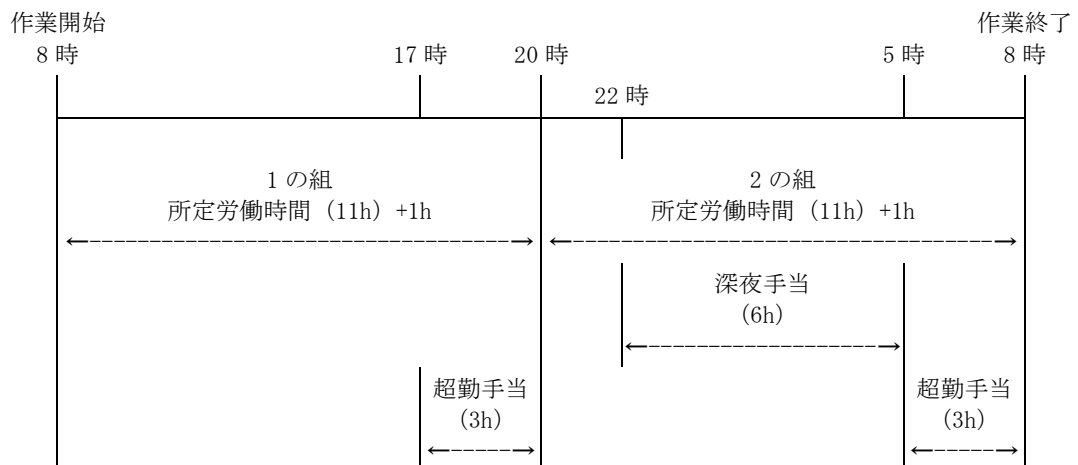 作業開始 作業終了
8 時 17 時 20 時 5 時 8 時
22 時
1 の組 2 の組
所定労働時間（11h）+1h 所定労働時間（11h）+1h
深夜手当
（6h）
超勤手当 超勤手当
（3h） （3h）